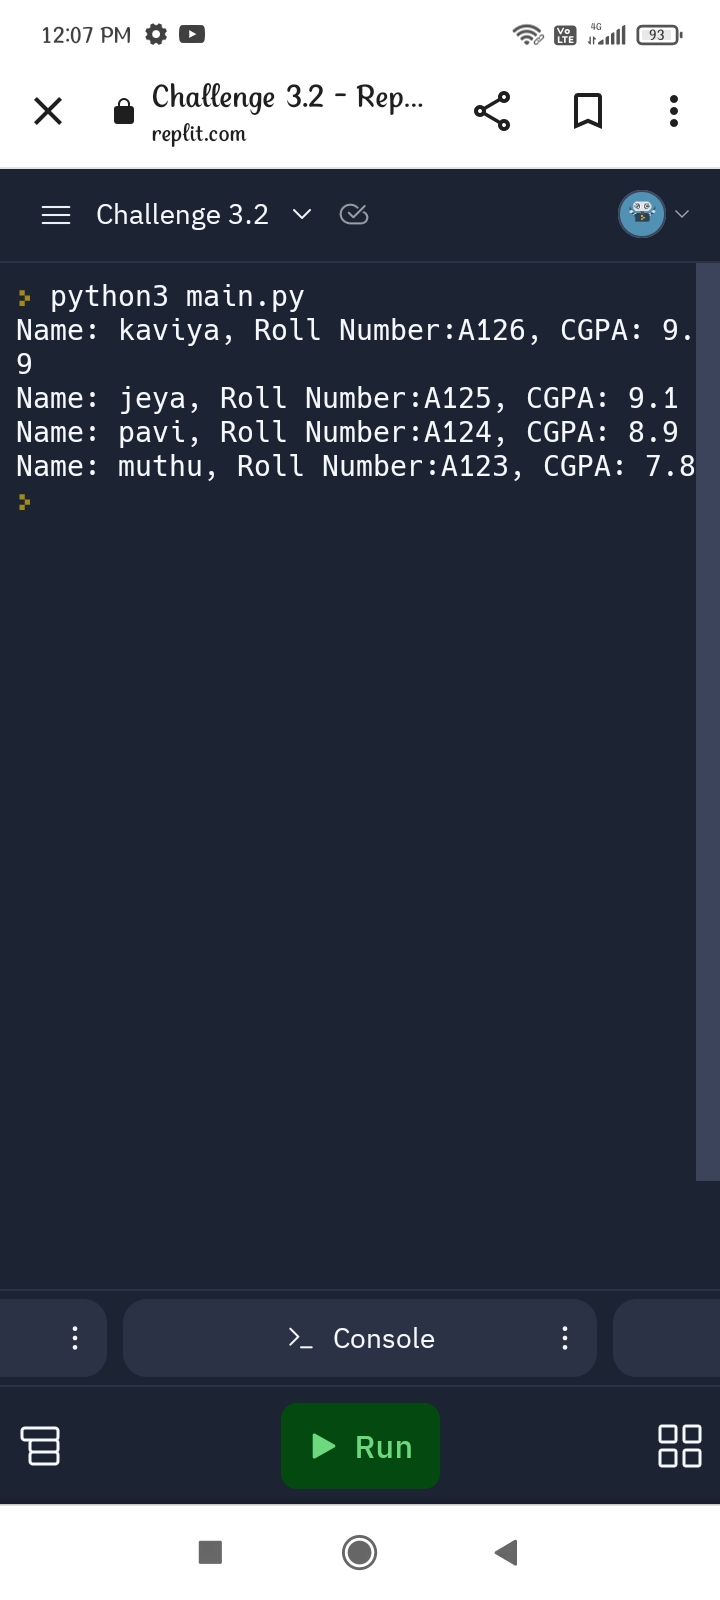 12:07 PM
Vo LTE 4G 93
Challenge 3.2 - Rep...
replit.com
Challenge 3.2
python3 main.py
Name: kaviya, Roll Number:A126, CGPA: 9.
9
Name: jeya, Roll Number:A125, CGPA: 9.1
Name: pavi, Roll Number:A124, CGPA: 8.9
Name: muthu, Roll Number:A123, CGPA: 7.8
Console
Run